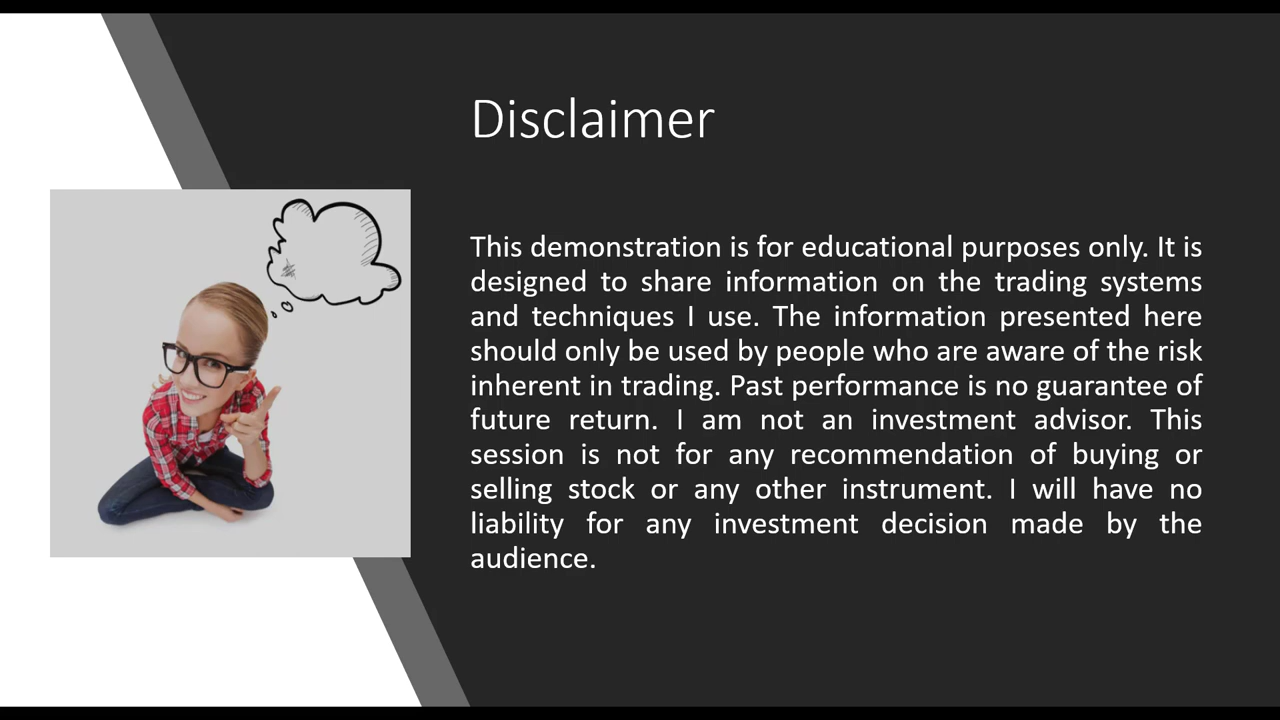 Disclaimer
This demonstration is for educational purposes only. It is
designed to share information on the trading systems
and techniques I use. The information presented here
should only be used by people who are aware of the risk
inherent in trading. Past performance is no guarantee of
future return. I am not an investment advisor. This
session is not for any recommendation of buying or
selling stock or any other instrument. I will have no
liability for any investment decision made by the
audience.